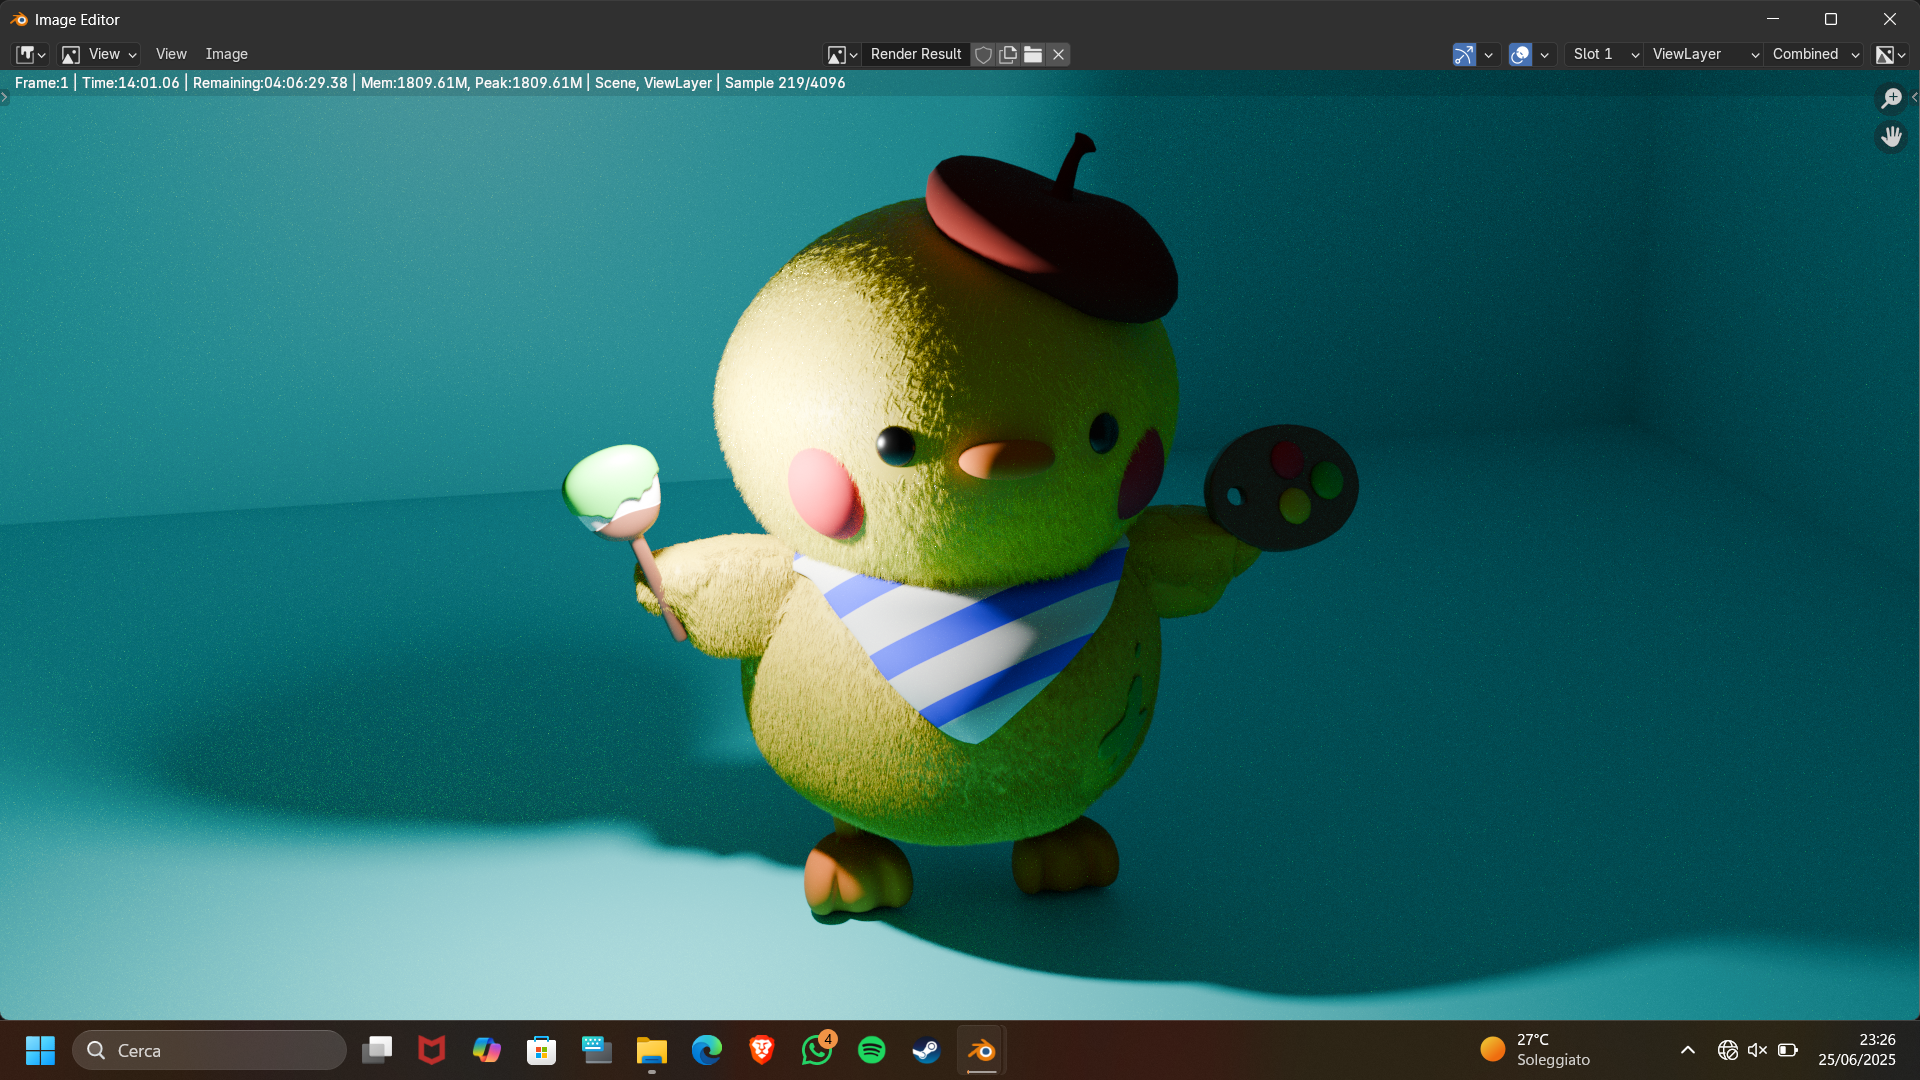 Image Editor
View View Image Render Result Slot 1 ViewLayer Combined
Frame:1 | Time:14:01.06 | Remaining:04:06:29.38 | Mem:1809.61M, Peak:1809.61M | Scene, ViewLayer | Sample 219/4096
Cerca
4
27°C
Soleggiato
23:26
25/06/2025